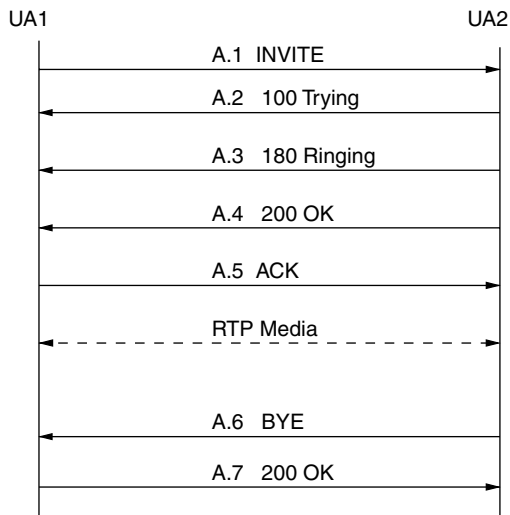 UA1 UA2
A.1 INVITE
A.2 100 Trying
A.3 180 Ringing
A.4 200 OK
A.5 ACK
RTP Media
A.6 BYE
A.7 200 OK